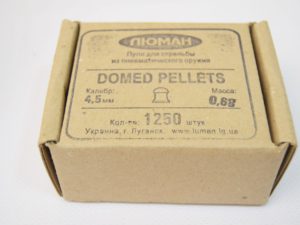 ЛЮМАН
Пули для стрельбы
из пневматического оружия
DOMED PELLETS
Калибр: Масса:
4,5мм 0,68
Кол-во: 1250 штук
Украина, г. Луганск. www.luman.lg.ua